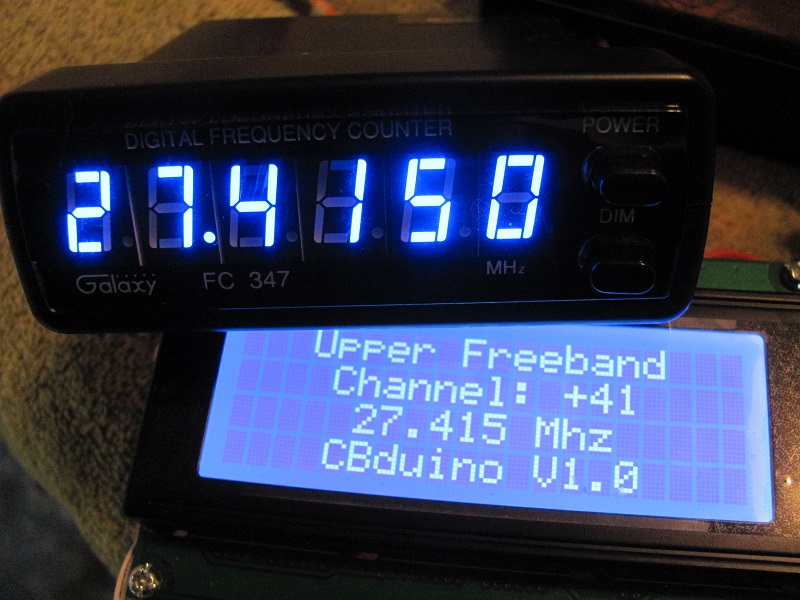 DIGITAL FREQUENCY COUNTER
POWER
27.4150
DIM
Galaxy FC 347 MHz
Upper Freeband
Channel: +41
27.415 Mhz
CBduino V1.0